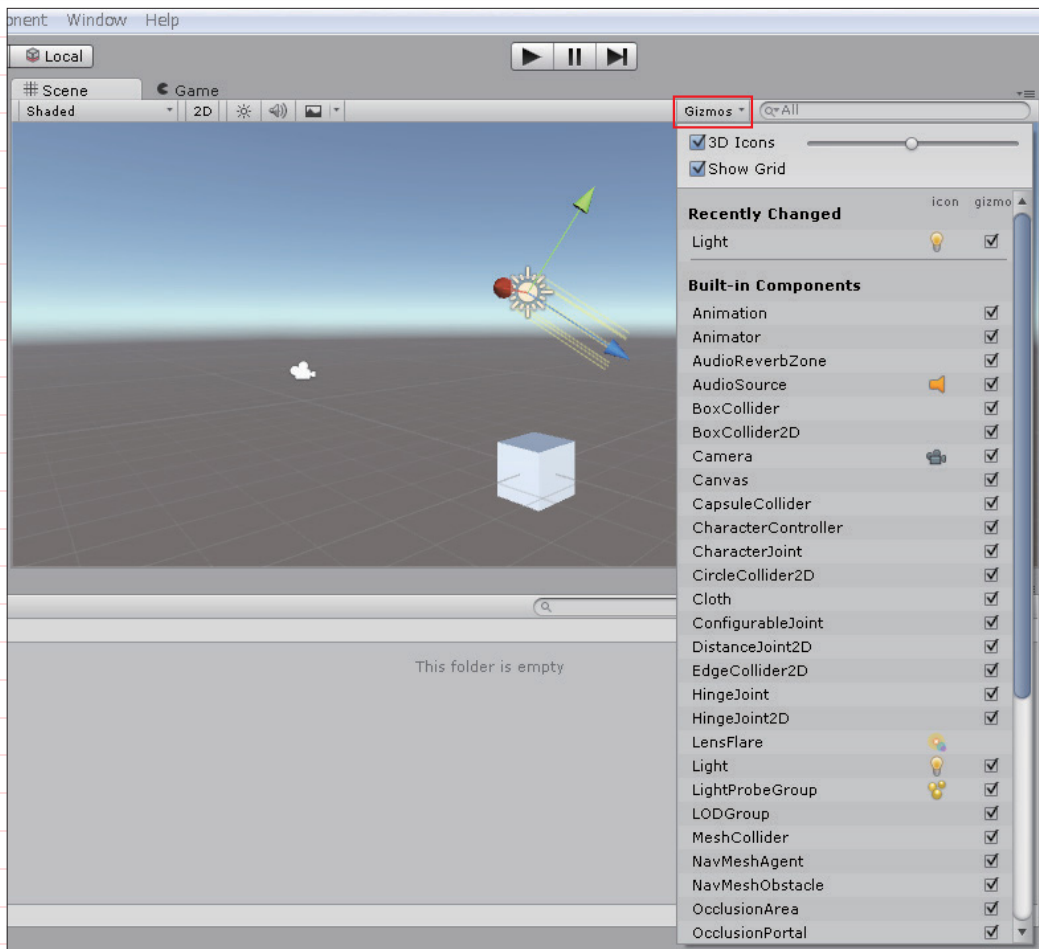 onent Window Help
Local
Scene Game
Shaded 2D Gizmos All
3D Icons
Show Grid
icon gizmo
Recently Changed
Light
Built-in Components
Animation
Animator
AudioReverbZone
AudioSource
BoxCollider
BoxCollider2D
Camera
Canvas
CapsuleCollider
CharacterController
CharacterJoint
CircleCollider2D
Cloth
ConfigurableJoint
This folder is empty
DistanceJoint2D
EdgeCollider2D
HingeJoint
HingeJoint2D
LensFlare
Light
LightProbeGroup
LODGroup
MeshCollider
NavMeshAgent
NavMeshObstacle
OcclusionArea
OcclusionPortal